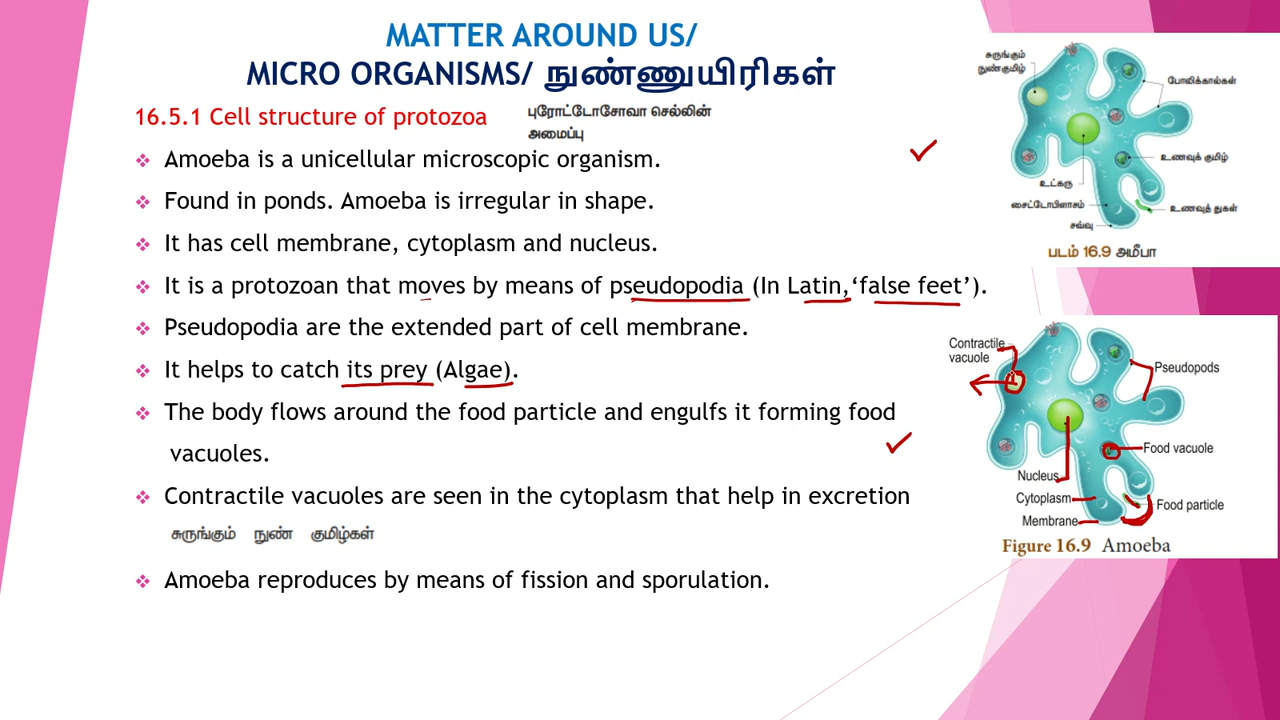 MATTER AROUND US/
MICRO ORGANISMS/ நுண்ணுயிரிகள்
16.5.1 Cell structure of protozoa
புரோட்டோசோவா செல்லின்
அமைப்பு
❖ Amoeba is a unicellular microscopic organism.
❖ Found in ponds. Amoeba is irregular in shape.
❖ It has cell membrane, cytoplasm and nucleus.
❖ It is a protozoan that moves by means of pseudopodia (In Latin,‘false feet’).
❖ Pseudopodia are the extended part of cell membrane.
❖ It helps to catch its prey (Algae).
❖ The body flows around the food particle and engulfs it forming food
vacuoles.
❖ Contractile vacuoles are seen in the cytoplasm that help in excretion
சுருங்கும் நுண் குமிழ்கள்
❖ Amoeba reproduces by means of fission and sporulation.
சுருங்கும்
நுண்குமிழ்
போலிக்கால்கள்
உணவுக் குமிழ்
உட்கரு
சைட்டோபிளாசம்
உணவுத் துகள்
சவ்வு
படம் 16.9 அமீபா
Contractile
vacuole
Pseudopods
Food vacuole
Nucleus
Cytoplasm
Food particle
Membrane
Figure 16.9 Amoeba